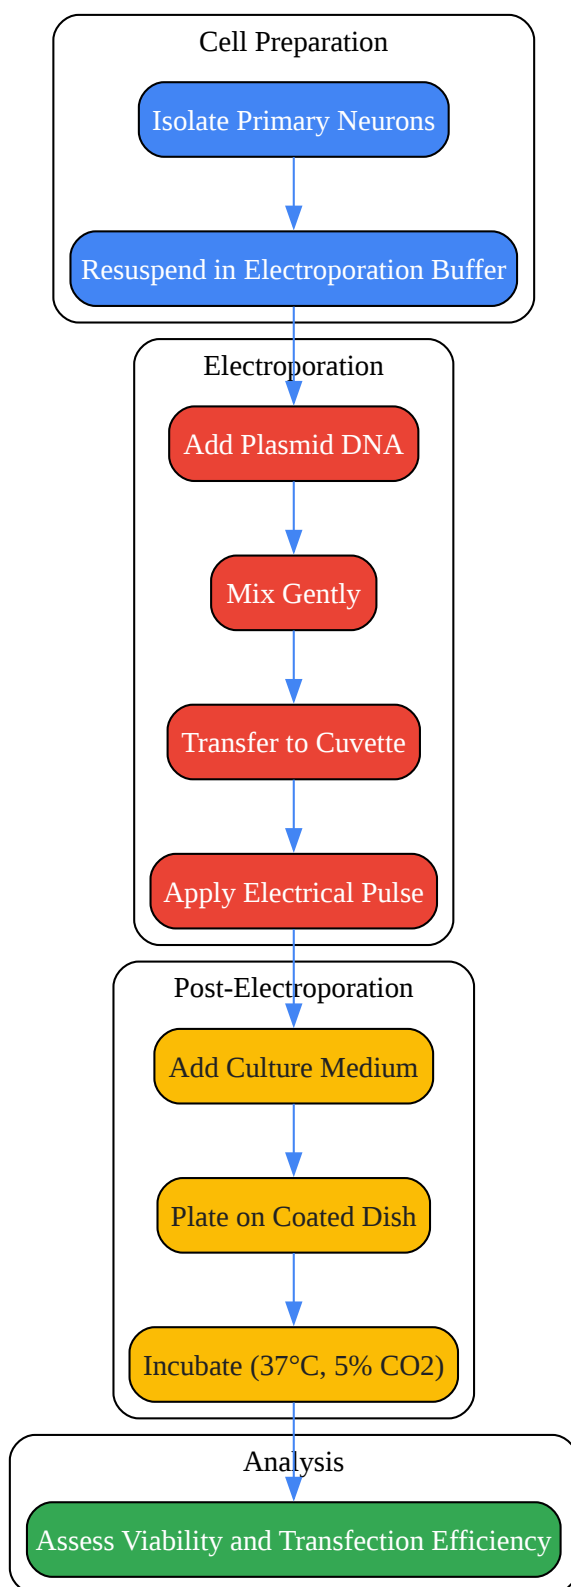 Cell Preparation
Isolate Primary Neurons
Resuspend in Electroporation Buffer
Electroporation
Add Plasmid DNA
Mix Gently
Transfer to Cuvette
Apply Electrical Pulse
Post-Electroporation
Add Culture Medium
Plate on Coated Dish
Incubate (37°C, 5% CO2)
Analysis
Assess Viability and Transfection Efficiency